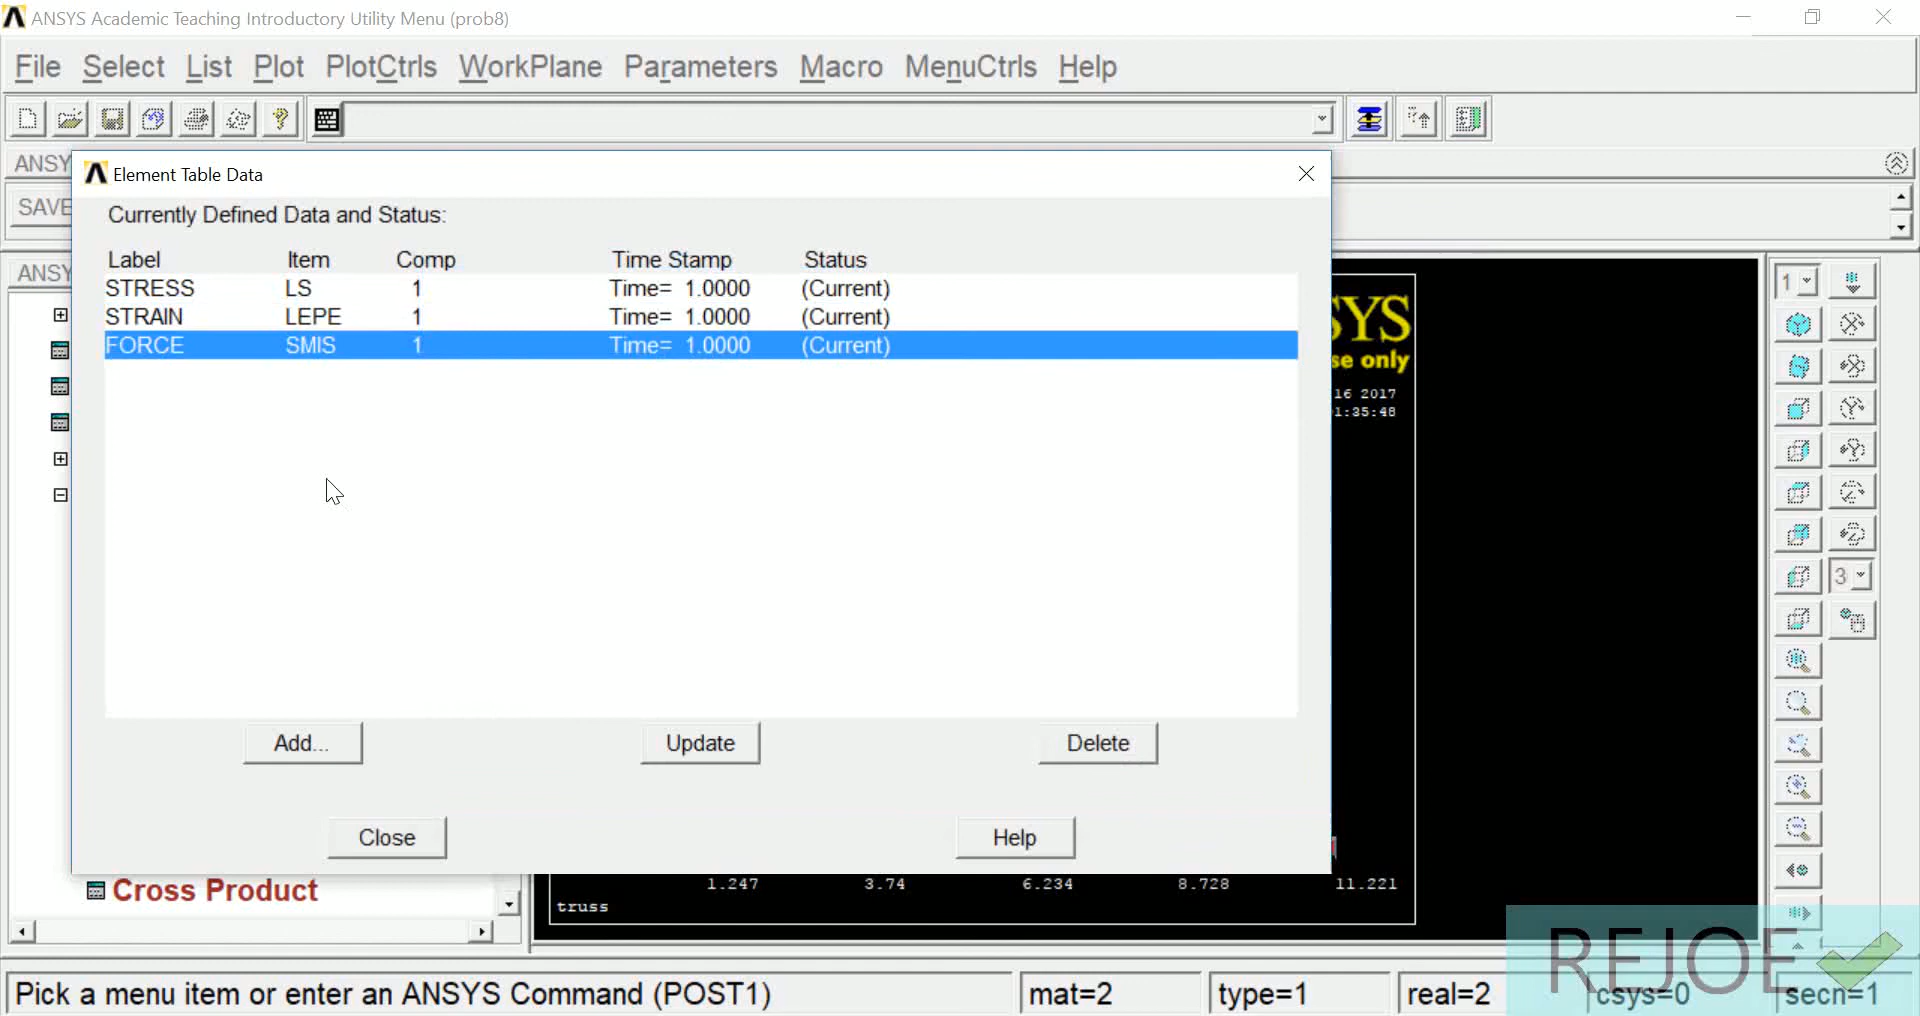 ANSYS Academic Teaching Introductory Utility Menu (prob8)
File Select List Plot PlotCtrls WorkPlane Parameters Macro MenuCtrls Help
ANSY
Element Table Data
SAVE
Currently Defined Data and Status:
Label Item Comp Time Stamp Status
STRESS LS 1 Time= 1.0000 (Current)
STRAIN LEPE 1 Time= 1.0000 (Current)
FORCE SMIS 1 Time= 1.0000 (Current)
ANSY
SYS
se only
16 2017
1:35:48
1
3
Add... Update Delete
Close Help
Cross Product
1.247 3.74 6.234 8.728 11.221
truss
REJOE
Pick a menu item or enter an ANSYS Command (POST1) mat=2 type=1 real=2 csys=0 secn=1